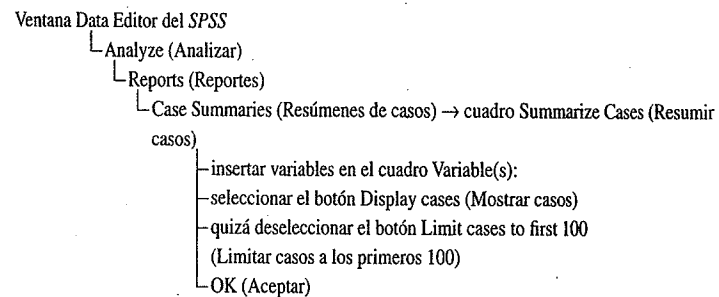 Ventana Data Editor del SPSS
Analyze (Analizar)
Reports (Reportes)
Case Summaries (Resúmenes de casos) → cuadro Summarize Cases (Resumir
casos)
insertar variables en el cuadro Variable(s):
seleccionar el botón Display cases (Mostrar casos)
quizá deseleccionar el botón Limit cases to first 100
(Limitar casos a los primeros 100)
OK (Aceptar)